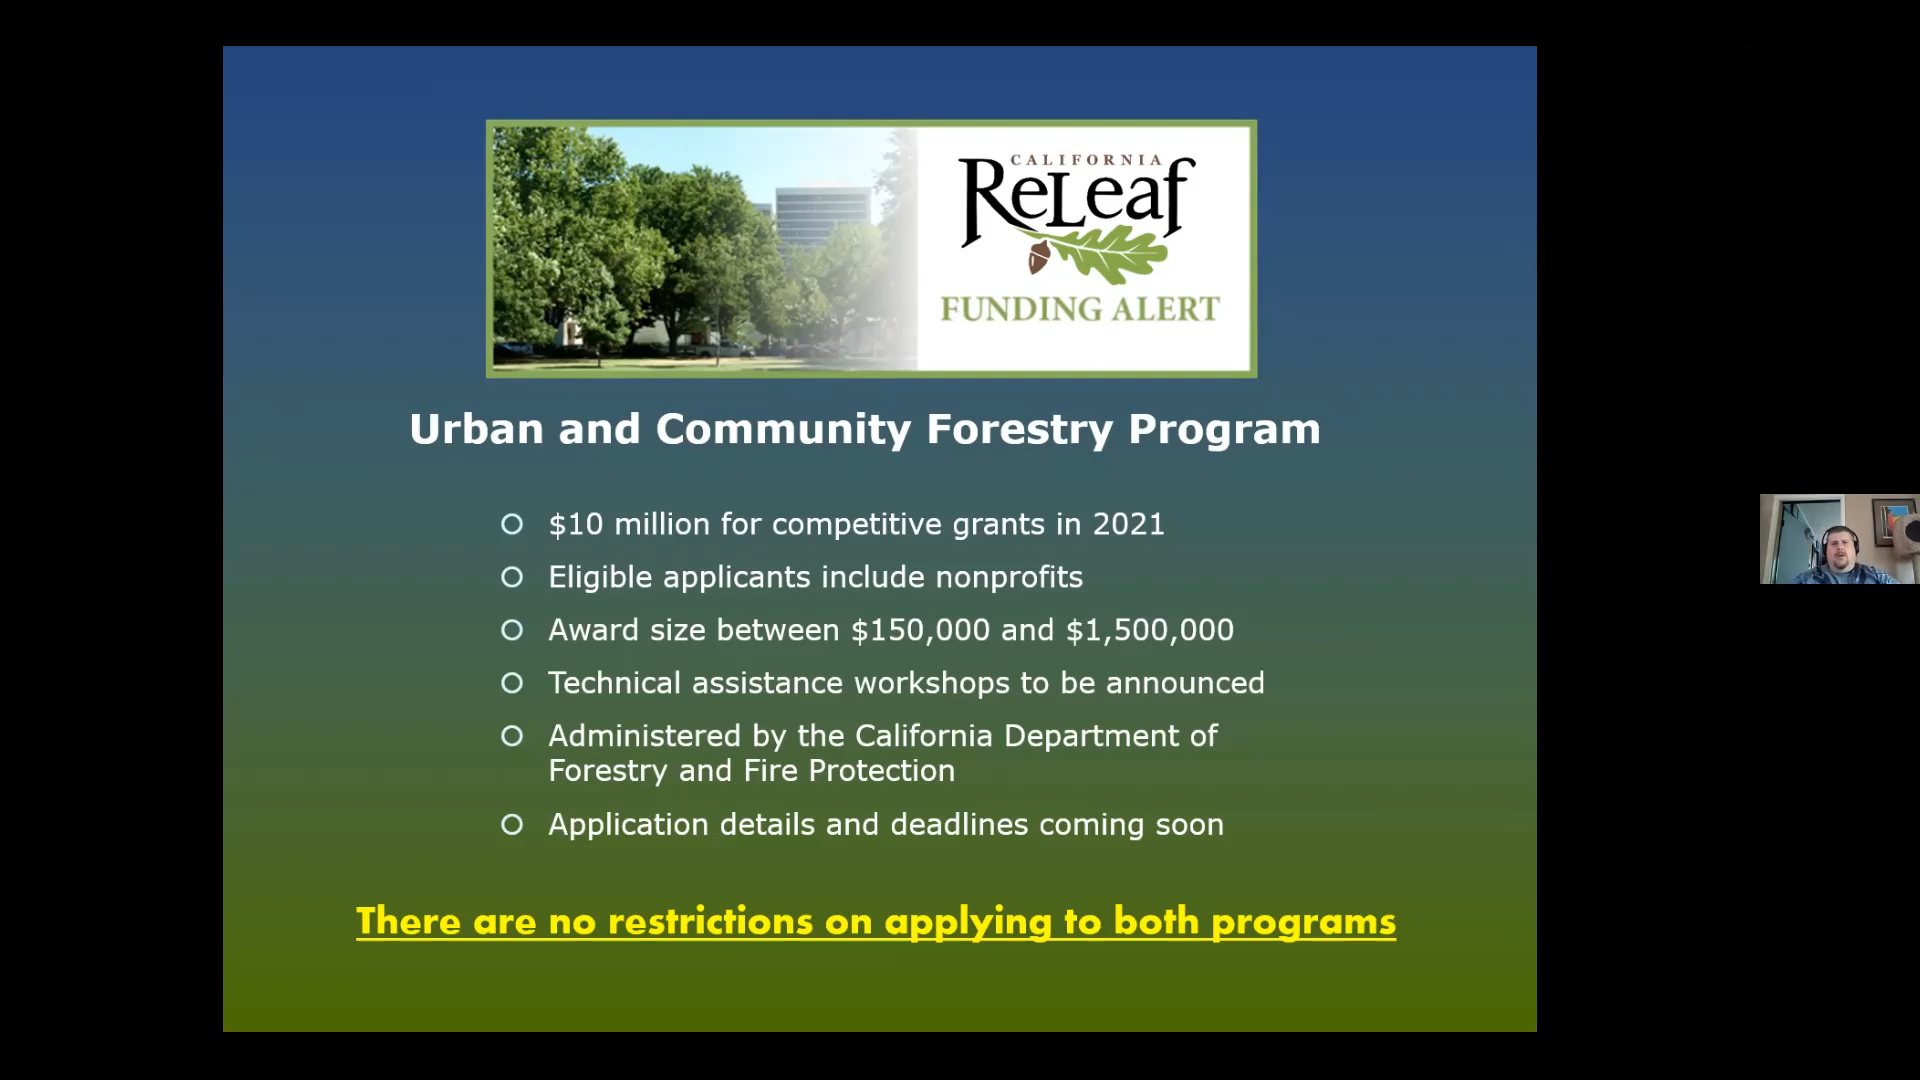 CALIFORNIA
ReLeaf
FUNDING ALERT
Urban and Community Forestry Program
$10 million for competitive grants in 2021
Eligible applicants include nonprofits
Award size between $150,000 and $1,500,000
Technical assistance workshops to be announced
Administered by the California Department of
Forestry and Fire Protection
Application details and deadlines coming soon
There are no restrictions on applying to both programs